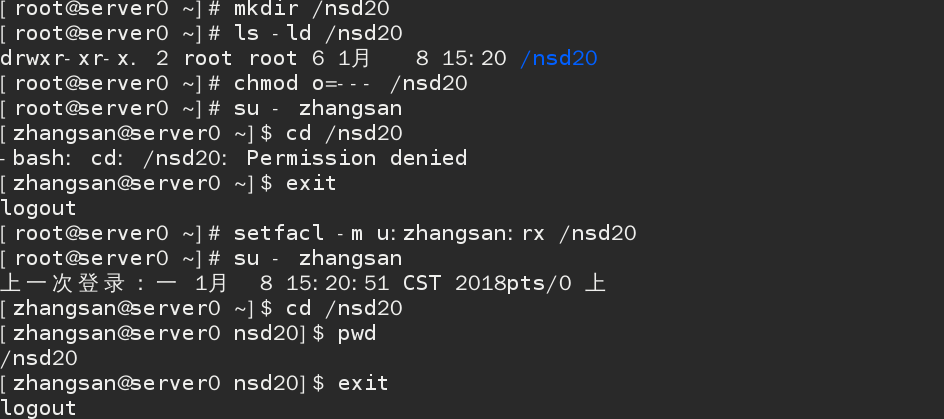 [root@server0 ~]# mkdir /nsd20
[root@server0 ~]# ls -ld /nsd20
drwxr-xr-x. 2 root root 6 1月   8 15:20 /nsd20
[root@server0 ~]# chmod o=--- /nsd20
[root@server0 ~]# su - zhangsan
[zhangsan@server0 ~]$ cd /nsd20
-bash: cd: /nsd20: Permission denied
[zhangsan@server0 ~]$ exit
logout
[root@server0 ~]# setfacl -m u:zhangsan:rx /nsd20
[root@server0 ~]# su - zhangsan
上一次登录：一 1月  8 15:20:51 CST 2018pts/0 上
[zhangsan@server0 ~]$ cd /nsd20
[zhangsan@server0 nsd20]$ pwd
/nsd20
[zhangsan@server0 nsd20]$ exit
logout